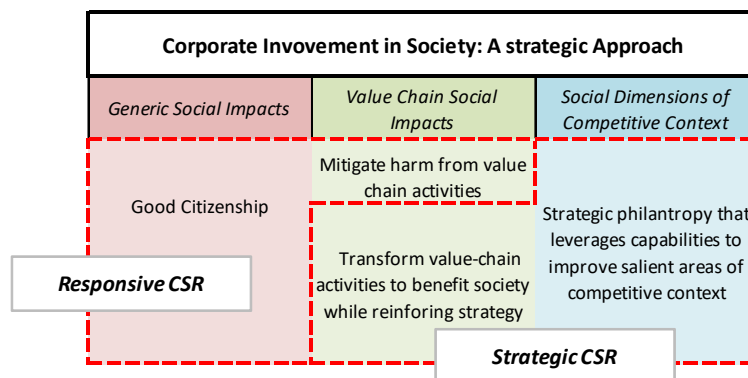 Corporate Invovement in Society: A strategic Approach
Generic Social Impacts
Value Chain Social
Impacts
Social Dimensions of
Competitive Context
Good Citizenship
Mitigate harm from value
chain activities
Transform value-chain
activities to benefit society
while reinforing strategy
Strategic philantropy that
leverages capabilities to
improve salient areas of
competitive context
Responsive CSR
Strategic CSR